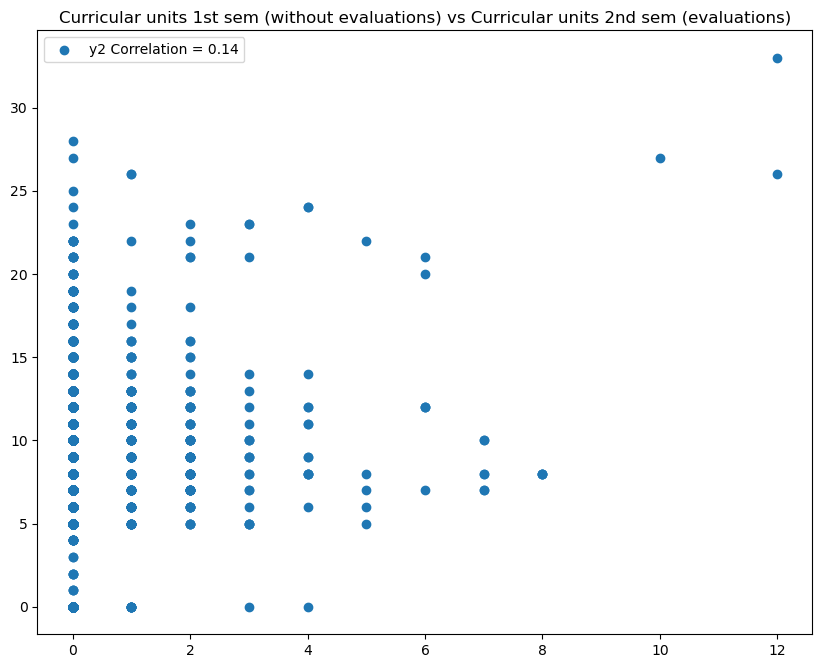 Curricular units 1st sem (without evaluations) vs Curricular units 2nd sem (evaluations)
y2 Correlation = 0.14
30
25
20
15
10
5
0
0 2 4 6 8 10 12